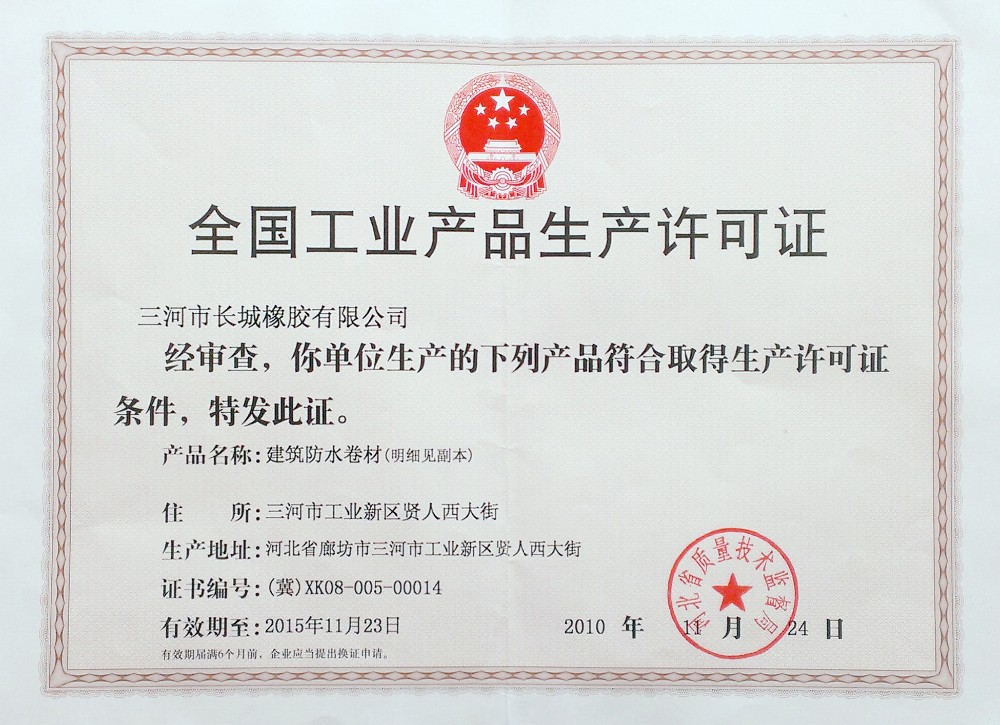 全国工业产品生产许可证
三河市长城橡胶有限公司
经审查，你单位生产的下列产品符合取得生产许可证
条件，特发此证。
产品名称：建筑防水卷材(明细见副本)
住　　所：三河市工业新区贤人西大街
生产地址：河北省廊坊市三河市工业新区贤人西大街
证书编号：(冀)XK08-005-00014
有效期至：2015年11月23日
2010 年 11 月 24 日
有效期届满6个月前，企业应当提出换证申请。
河北省质量技术监督局